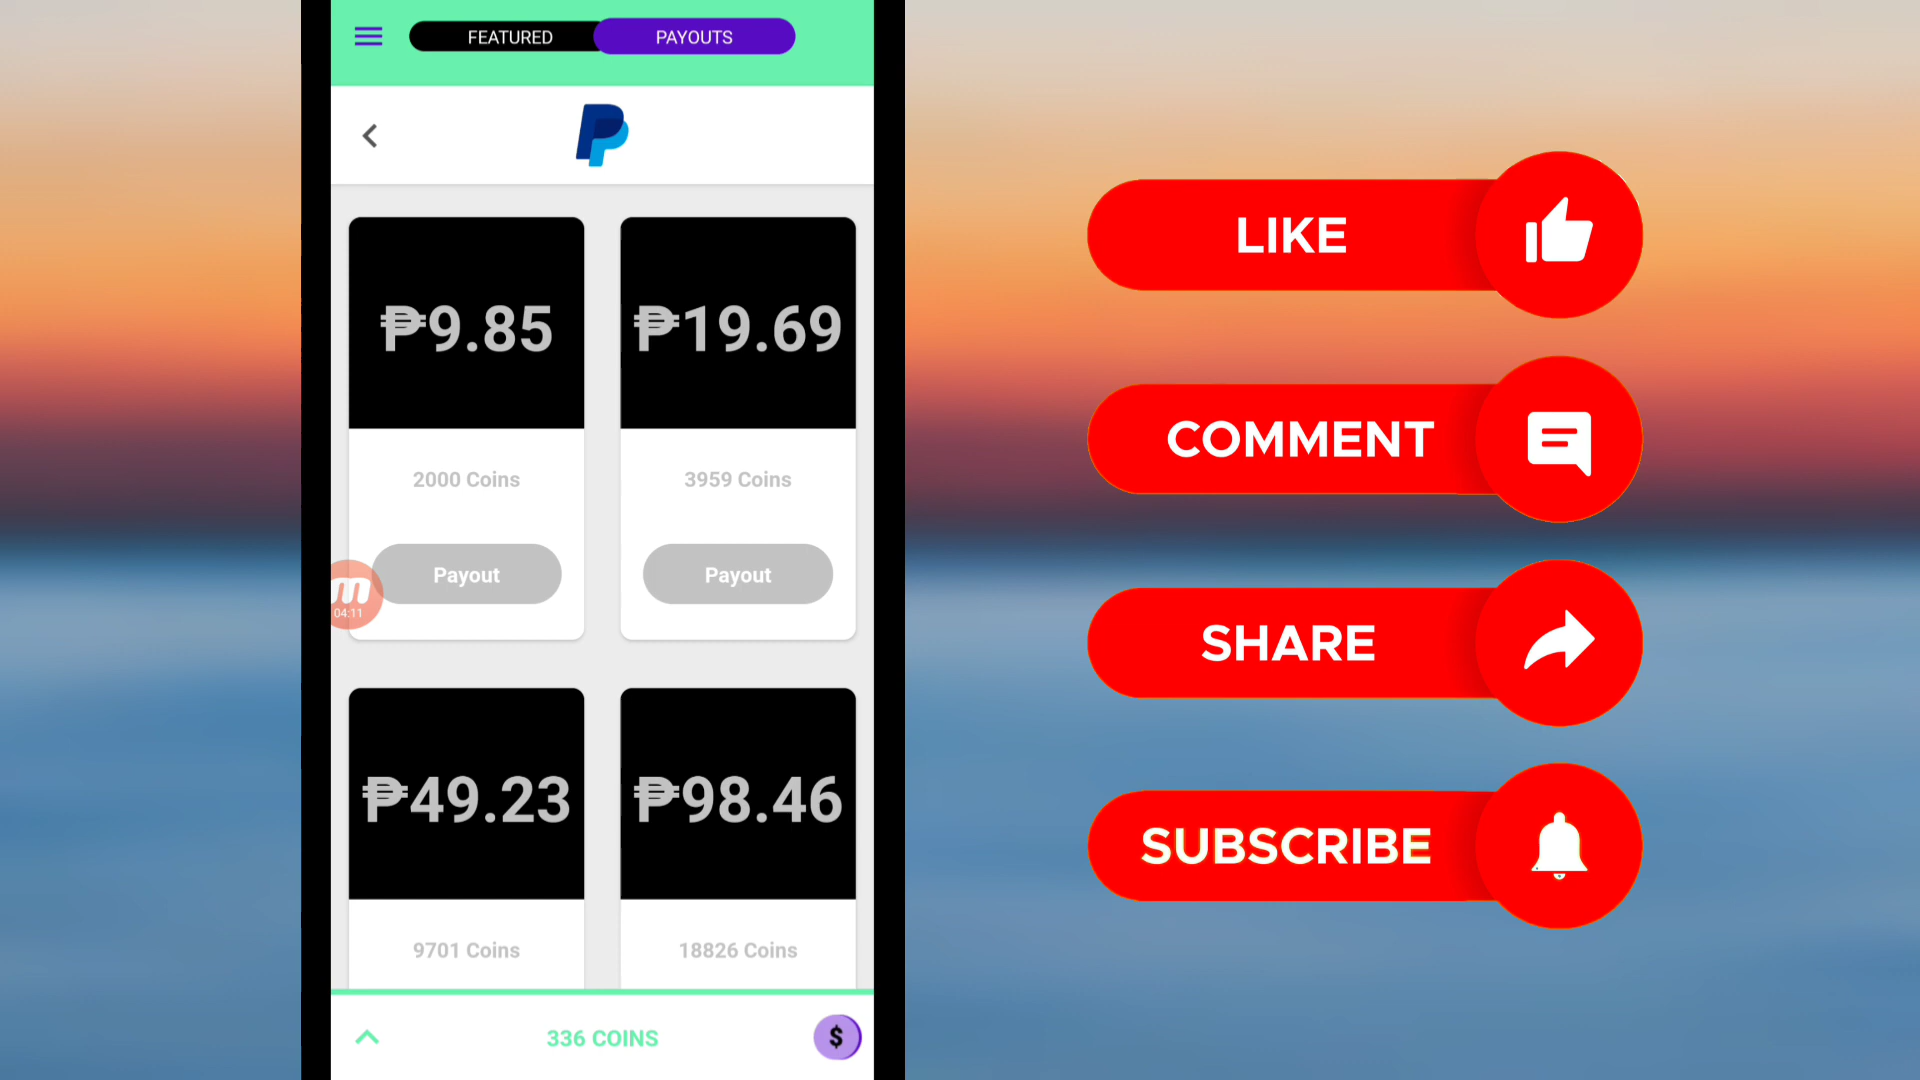 FEATURED
PAYOUTS
₱9.85
₱19.69
2000 Coins
3959 Coins
Payout
Payout
04:11
₱49.23
₱98.46
9701 Coins
18826 Coins
336 COINS
$
LIKE
COMMENT
SHARE
SUBSCRIBE